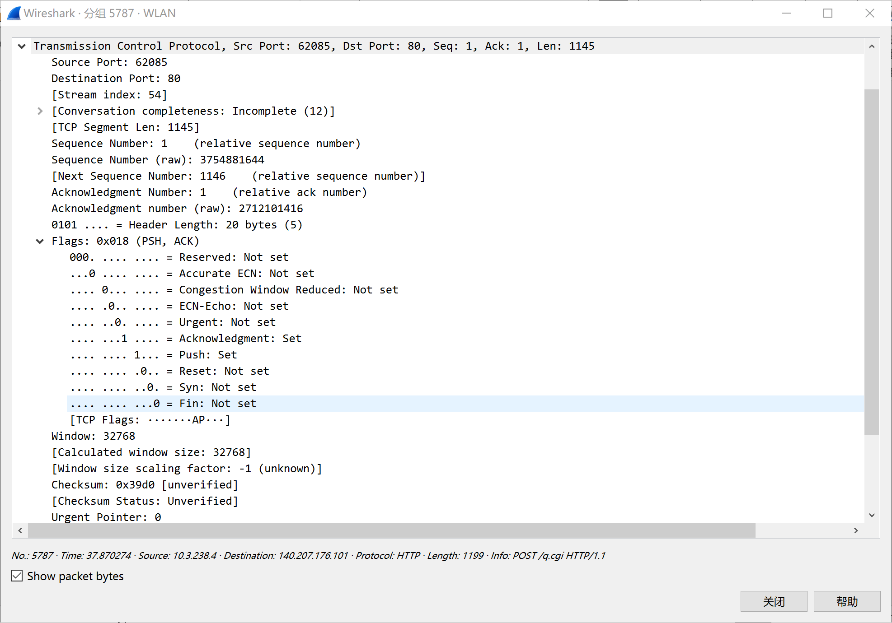 Wireshark · 分组 5787 · WLAN
Transmission Control Protocol, Src Port: 62085, Dst Port: 80, Seq: 1, Ack: 1, Len: 1145
Source Port: 62085
Destination Port: 80
[Stream index: 54]
[Conversation completeness: Incomplete (12)]
[TCP Segment Len: 1145]
Sequence Number: 1    (relative sequence number)
Sequence Number (raw): 3754881644
[Next Sequence Number: 1146    (relative sequence number)]
Acknowledgment Number: 1    (relative ack number)
Acknowledgment number (raw): 2712101416
0101 .... = Header Length: 20 bytes (5)
Flags: 0x018 (PSH, ACK)
000. .... .... = Reserved: Not set
...0 .... .... = Accurate ECN: Not set
.... 0... .... = Congestion Window Reduced: Not set
.... .0.. .... = ECN-Echo: Not set
.... ..0. .... = Urgent: Not set
.... ...1 .... = Acknowledgment: Set
.... .... 1... = Push: Set
.... .... .0.. = Reset: Not set
.... .... ..0. = Syn: Not set
.... .... ...0 = Fin: Not set
[TCP Flags: ·······AP···]
Window: 32768
[Calculated window size: 32768]
[Window size scaling factor: -1 (unknown)]
Checksum: 0x39d0 [unverified]
[Checksum Status: Unverified]
Urgent Pointer: 0
No.: 5787 · Time: 37.870274 · Source: 10.3.238.4 · Destination: 140.207.176.101 · Protocol: HTTP · Length: 1199 · Info: POST /q.cgi HTTP/1.1
Show packet bytes
关闭
帮助